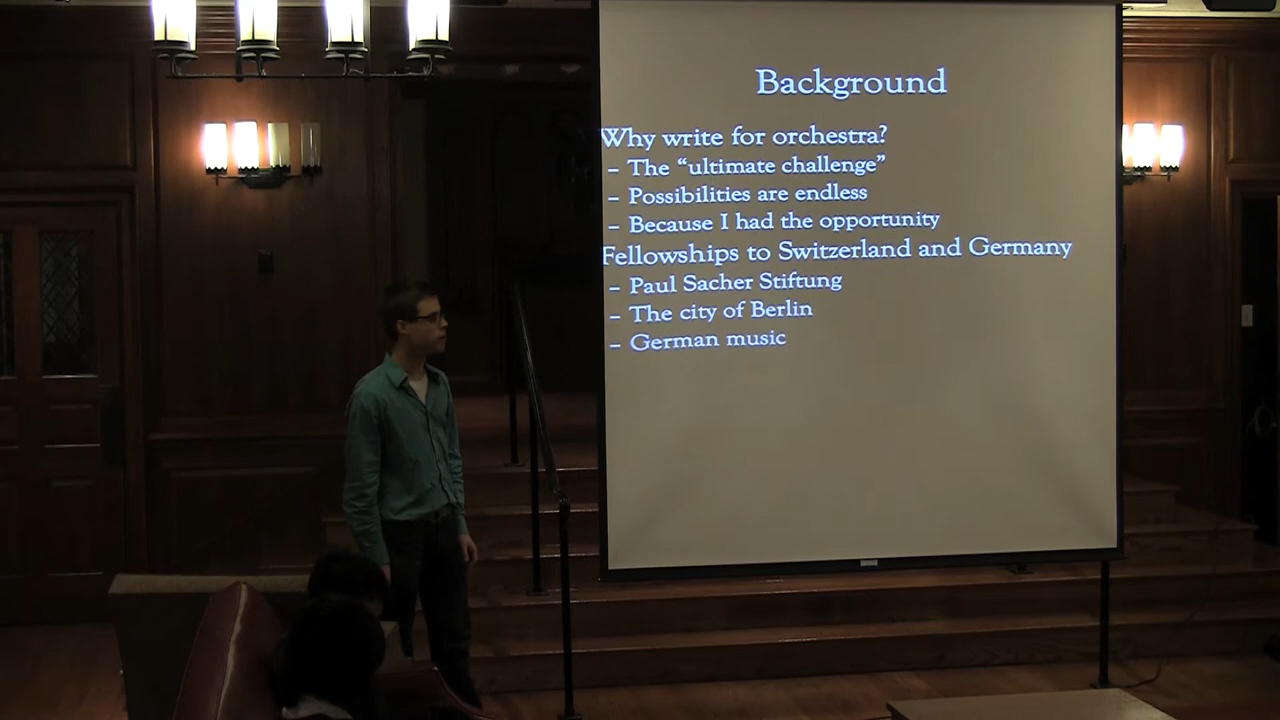 Background
Why write for orchestra?
– The “ultimate challenge”
– Possibilities are endless
– Because I had the opportunity
Fellowships to Switzerland and Germany
– Paul Sacher Stiftung
– The city of Berlin
– German music